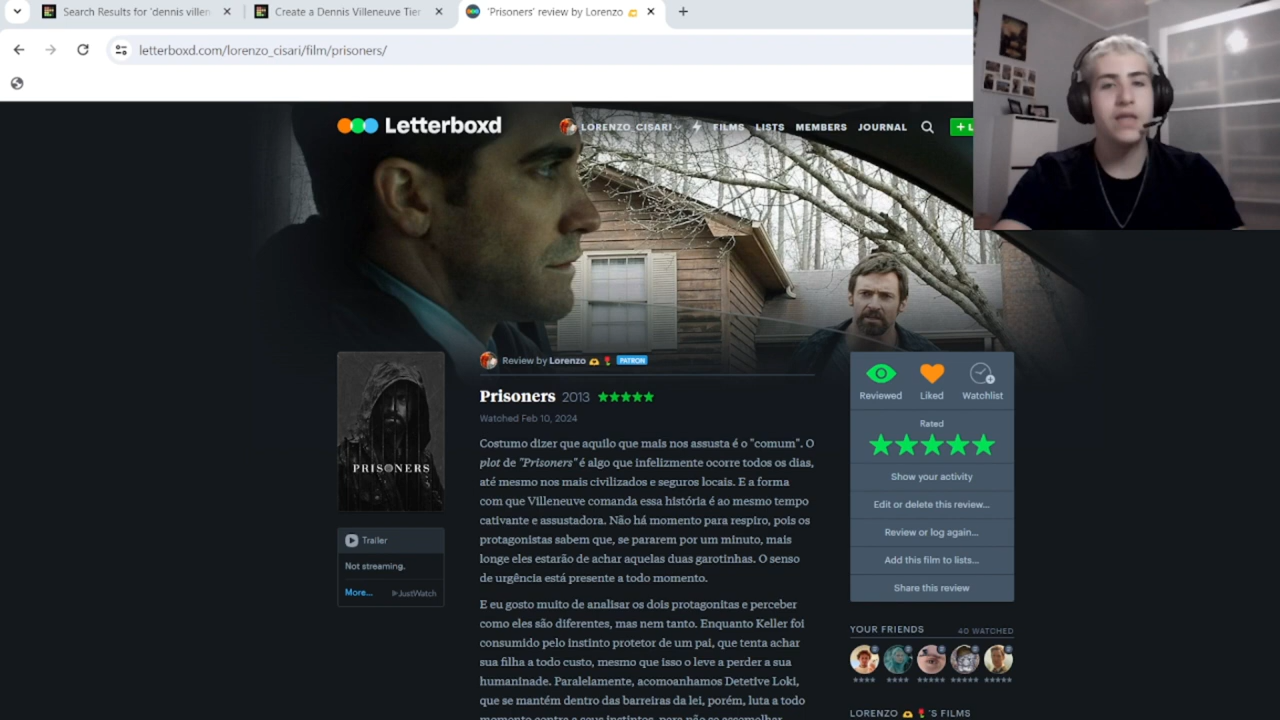 Search Results for 'dennis villen
Create a Dennis Villeneuve Tier
'Prisoners' review by Lorenzo
letterboxd.com/lorenzo_cisari/film/prisoners/
Letterboxd
LORENZO_CISARI
FILMS
LISTS
MEMBERS
JOURNAL
+ L
Review by Lorenzo
PATRON
Prisoners 2013
Watched Feb 10, 2024
Costumo dizer que aquilo que mais nos assusta é o "comum". O
plot de "Prisoners" é algo que infelizmente ocorre todos os dias,
até mesmo nos mais civilizados e seguros locais. E a forma
com que Villeneuve comanda essa história é ao mesmo tempo
cativante e assustadora. Não há momento para respiro, pois os
protagonistas sabem que, se pararem por um minuto, mais
longe eles estarão de achar aquelas duas garotinhas. O senso
de urgência está presente a todo momento.
E eu gosto muito de analisar os dois protagonitas e perceber
como eles são diferentes, mas nem tanto. Enquanto Keller foi
consumido pelo instinto protetor de um pai, que tenta achar
sua filha a todo custo, mesmo que isso o leve a perder a sua
humaninade. Paralelamente, acomoanhamos Detetive Loki,
que se mantém dentro das barreiras da lei, porém, luta a todo
momento contra a seus instintos, para não se assemelhar
PRISONERS
Trailer
Not streaming.
More...
JustWatch
Reviewed
Liked
Watchlist
Rated
Show your activity
Edit or delete this review...
Review or log again...
Add this film to lists...
Share this review
YOUR FRIENDS
40 WATCHED
LORENZO 'S FILMS